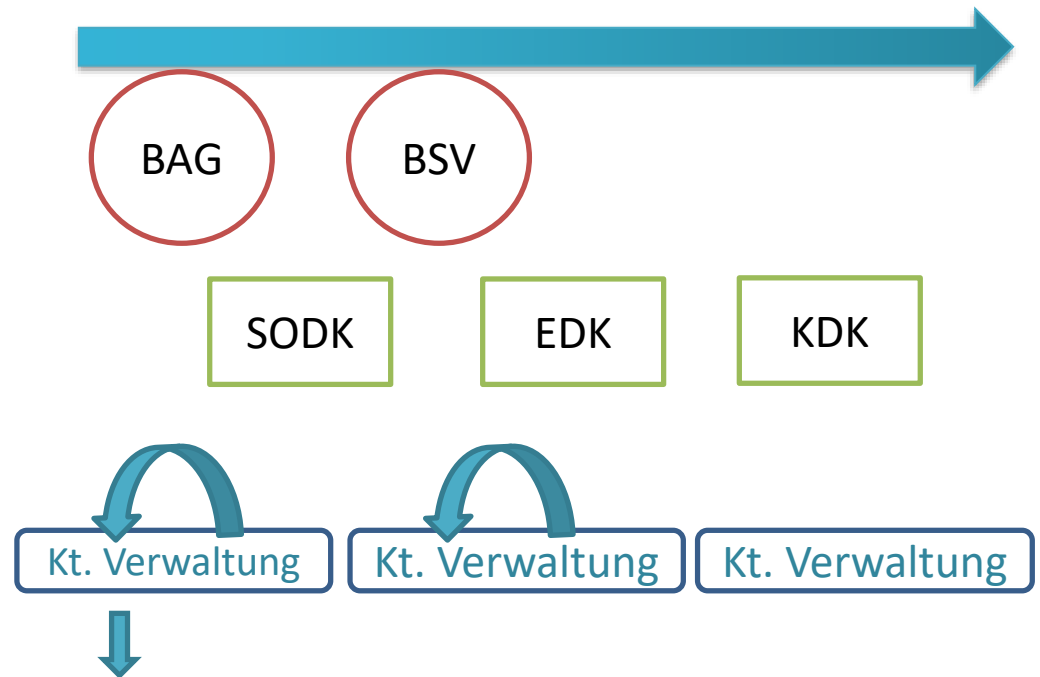 BAG
BSV
SODK
EDK
KDK
Kt. Verwaltung
Kt. Verwaltung
Kt. Verwaltung